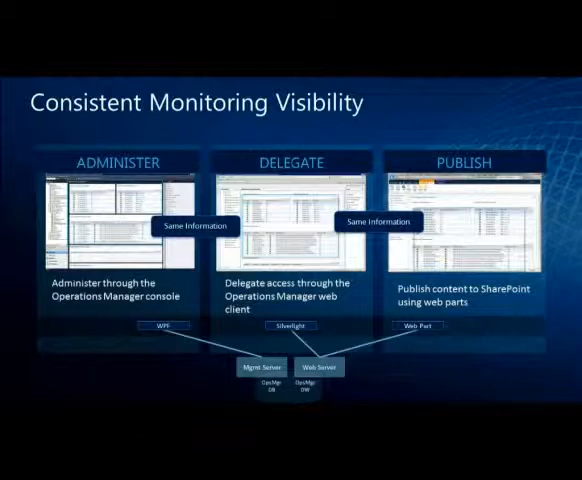 Consistent Monitoring Visibility
ADMINISTER
DELEGATE
PUBLISH
Same Information
Same Information
Administer through the
Operations Manager console
Delegate access through the
Operations Manager web
client
Publish content to SharePoint
using web parts
WPF
Silverlight
Web Part
Mgmt Server
Web Server
OpsMgr
DB
OpsMgr
DW